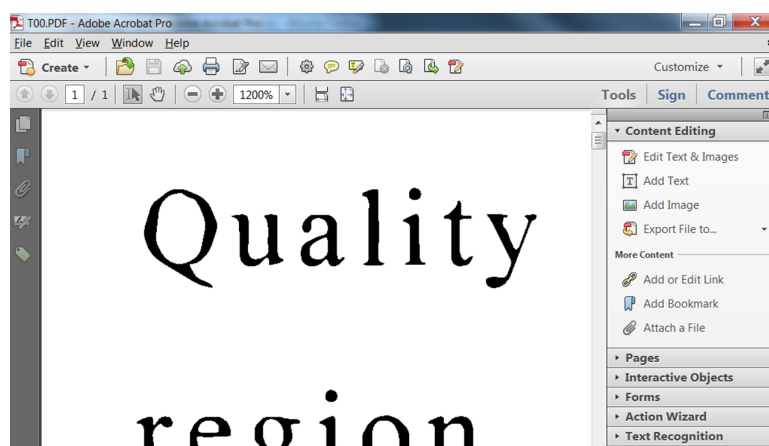 T00.PDF - Adobe Acrobat Pro
File Edit View Window Help
Create Customize
1 / 1 1200% Tools Sign Comment
Content Editing
Edit Text & Images
Add Text
Add Image
Export File to...
More Content
Add or Edit Link
Add Bookmark
Attach a File
Pages
Interactive Objects
Forms
Action Wizard
Text Recognition
Quality
region